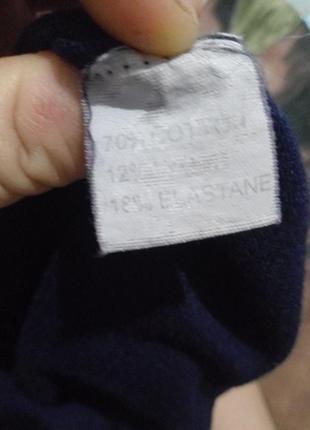 70% COTTON
12%
18% ELASTANE